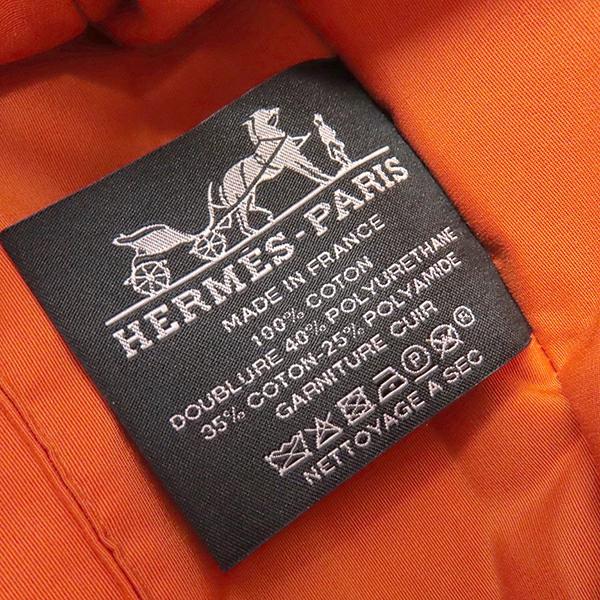 HERMES-PARIS
MADE IN FRANCE
100% COTON
DOUBLURE 40% POLYURETHANE
35% COTON-25% POLYAMIDE
GARNITURE CUIR
P R
NETTOYAGE A SEC